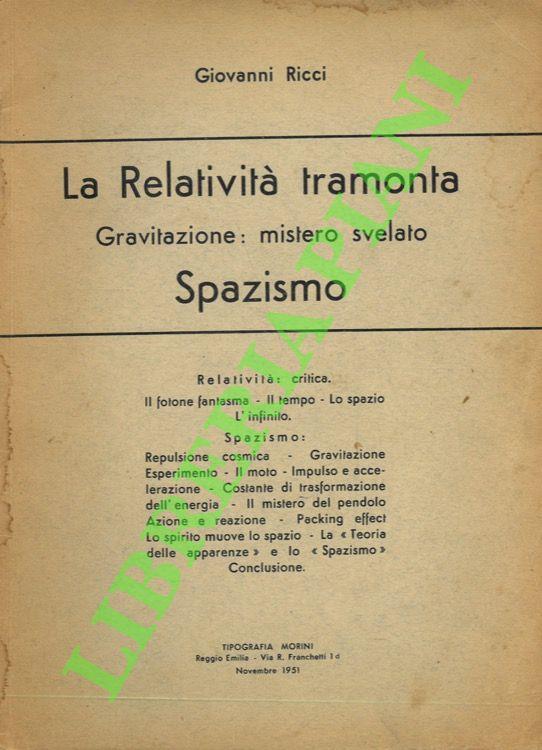 Giovanni Ricci
La Relatività tramonta
Gravitazione: mistero svelato
Spazismo
Relatività: critica.
Il fotone fantasma - Il tempo - Lo spazio
L' infinito.
Spazismo:
Repulsione cosmica - Gravitazione
Esperimento - Il moto - Impulso e acce-
lerazione - Costante di trasformazione
dell'energia - Il mistero del pendolo
Azione e reazione - Packing effect
Lo spirito muove lo spazio - La « Teoria
delle apparenze » e lo « Spazismo »
Conclusione.
TIPOGRAFIA MORINI
Reggio Emilia - Via R. Franchetti 1 d
Novembre 1951
LIBRERIA PIANI